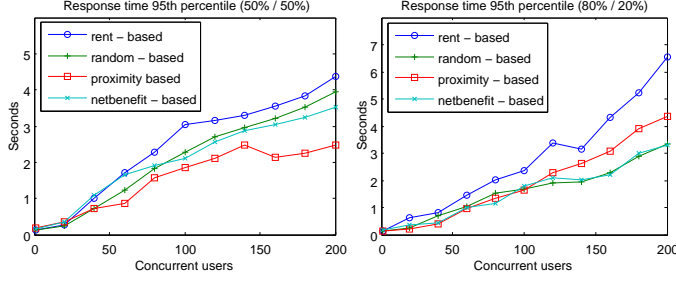 Response time 95th percentile (50% / 50%)
6
5
4
3
2
1
0
Seconds
rent – based
random – based
proximity based
netbenefit – based
0
50
100
150
200
Concurrent users
Response time 95th percentile (80% / 20%)
7
6
5
4
3
2
1
0
Seconds
rent – based
random – based
proximity – based
netbenefit – based
0
50
100
150
200
Concurrent users